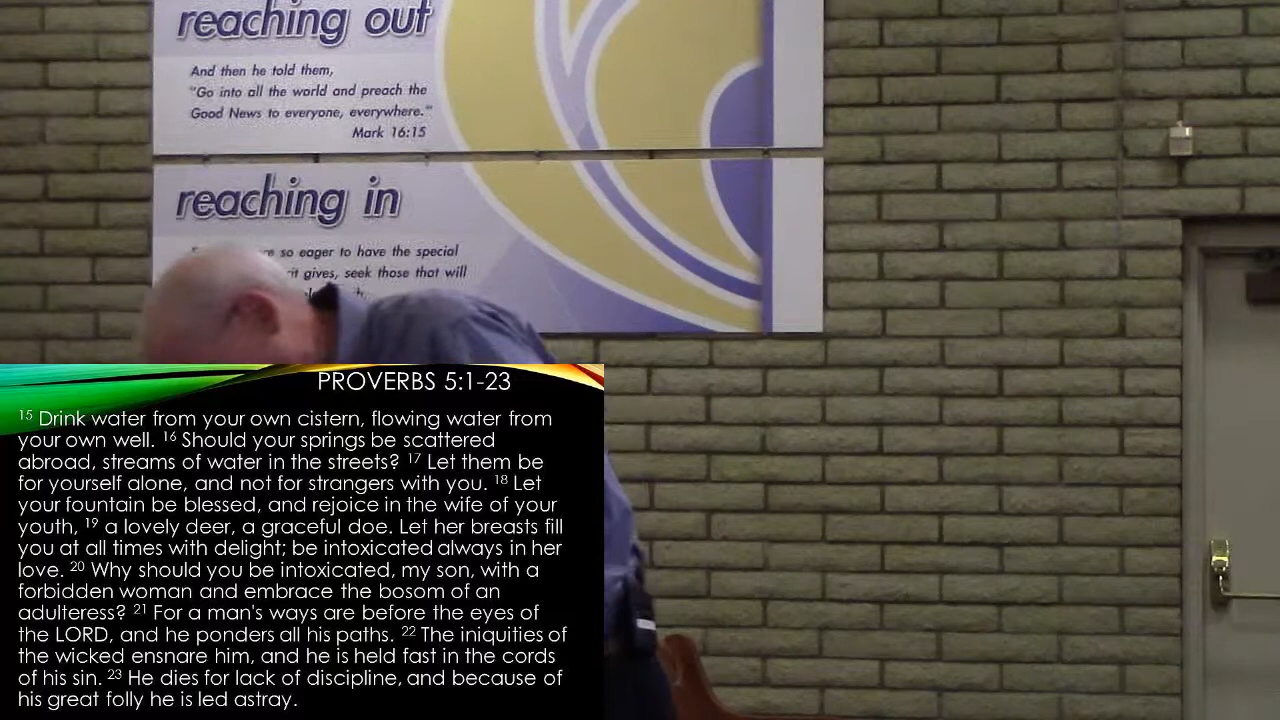 reaching out
And then he told them,
"Go into all the world and preach the
Good News to everyone, everywhere."
Mark 16:15
reaching in
so eager to have the special
gives, seek those that will
PROVERBS 5:1-23
15 Drink water from your own cistern, flowing water from
your own well. 16 Should your springs be scattered
abroad, streams of water in the streets? 17 Let them be
for yourself alone, and not for strangers with you. 18 Let
your fountain be blessed, and rejoice in the wife of your
youth, 19 a lovely deer, a graceful doe. Let her breasts fill
you at all times with delight; be intoxicated always in her
love. 20 Why should you be intoxicated, my son, with a
forbidden woman and embrace the bosom of an
adulteress? 21 For a man's ways are before the eyes of
the LORD, and he ponders all his paths. 22 The iniquities of
the wicked ensnare him, and he is held fast in the cords
of his sin. 23 He dies for lack of discipline, and because of
his great folly he is led astray.